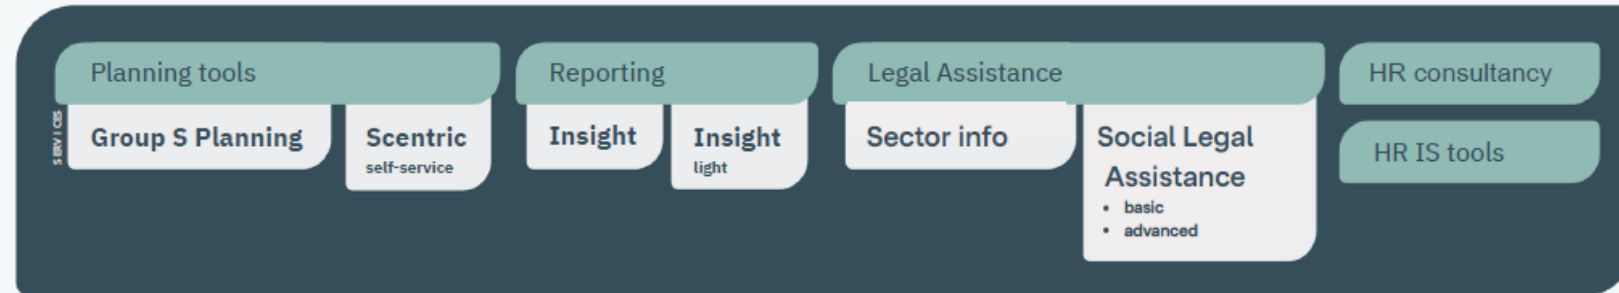 SERVICES
Planning tools
Group S Planning
Scentric
self-service
Reporting
Insight
Insight
light
Legal Assistance
Sector info
Social Legal
Assistance
• basic
• advanced
HR consultancy
HR IS tools